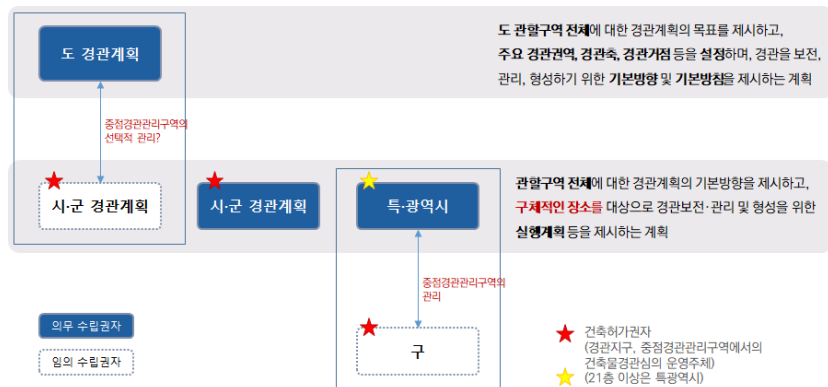 도 경관계획
도 관할구역 전체에 대한 경관계획의 목표를 제시하고,
주요 경관권역, 경관축, 경관거점 등을 설정하며, 경관을 보전,
관리, 형성하기 위한 기본방향 및 기본방침을 제시하는 계획
중점경관관리구역의
선택적 관리?
시·군 경관계획
시·군 경관계획
특·광역시
관할구역 전체에 대한 경관계획의 기본방향을 제시하고,
구체적인 장소를 대상으로 경관보전·관리 및 형성을 위한
실행계획 등을 제시하는 계획
중점경관관리구역의
관리
의무 수립권자
임의 수립권자
구
건축허가권자
(경관지구, 중점경관관리구역에서의
건축물경관심의 운영주체)
(21층 이상은 특광역시)